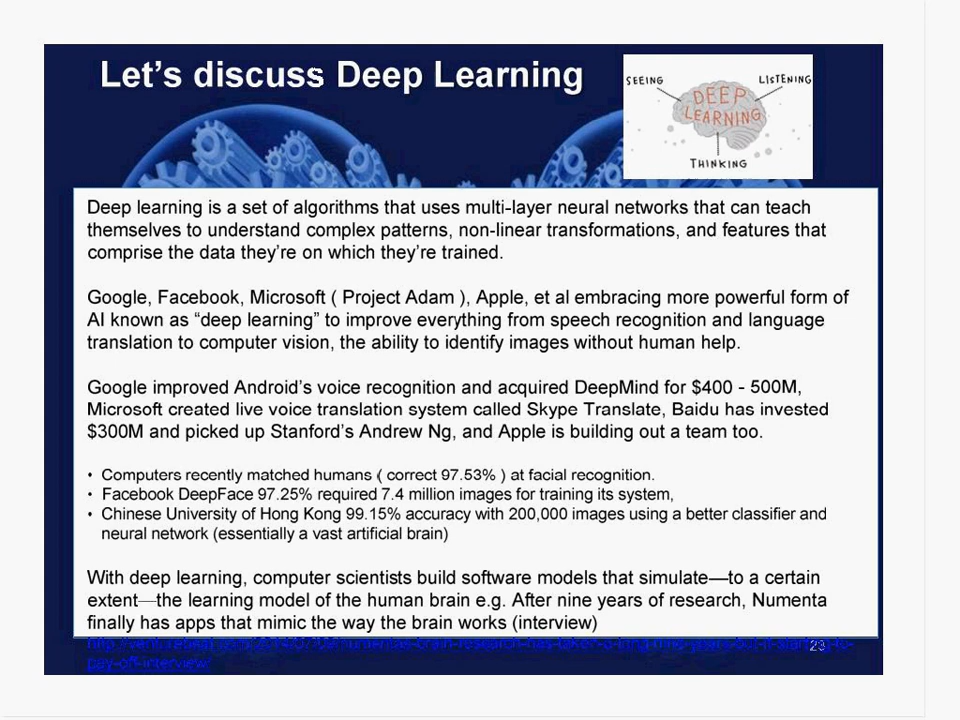 Let's discuss Deep Learning
SEEING
LISTENING
DEEP
LEARNING
THINKING
Deep learning is a set of algorithms that uses multi-layer neural networks that can teach
themselves to understand complex patterns, non-linear transformations, and features that
comprise the data they're on which they're trained.
Google, Facebook, Microsoft ( Project Adam ), Apple, et al embracing more powerful form of
AI known as “deep learning” to improve everything from speech recognition and language
translation to computer vision, the ability to identify images without human help.
Google improved Android's voice recognition and acquired DeepMind for $400 - 500M,
Microsoft created live voice translation system called Skype Translate, Baidu has invested
$300M and picked up Stanford's Andrew Ng, and Apple is building out a team too.
• Computers recently matched humans ( correct 97.53% ) at facial recognition.
• Facebook DeepFace 97.25% required 7.4 million images for training its system,
• Chinese University of Hong Kong 99.15% accuracy with 200,000 images using a better classifier and
neural network (essentially a vast artificial brain)
With deep learning, computer scientists build software models that simulate—to a certain
extent—the learning model of the human brain e.g. After nine years of research, Numenta
finally has apps that mimic the way the brain works (interview)
pay-off-interview/